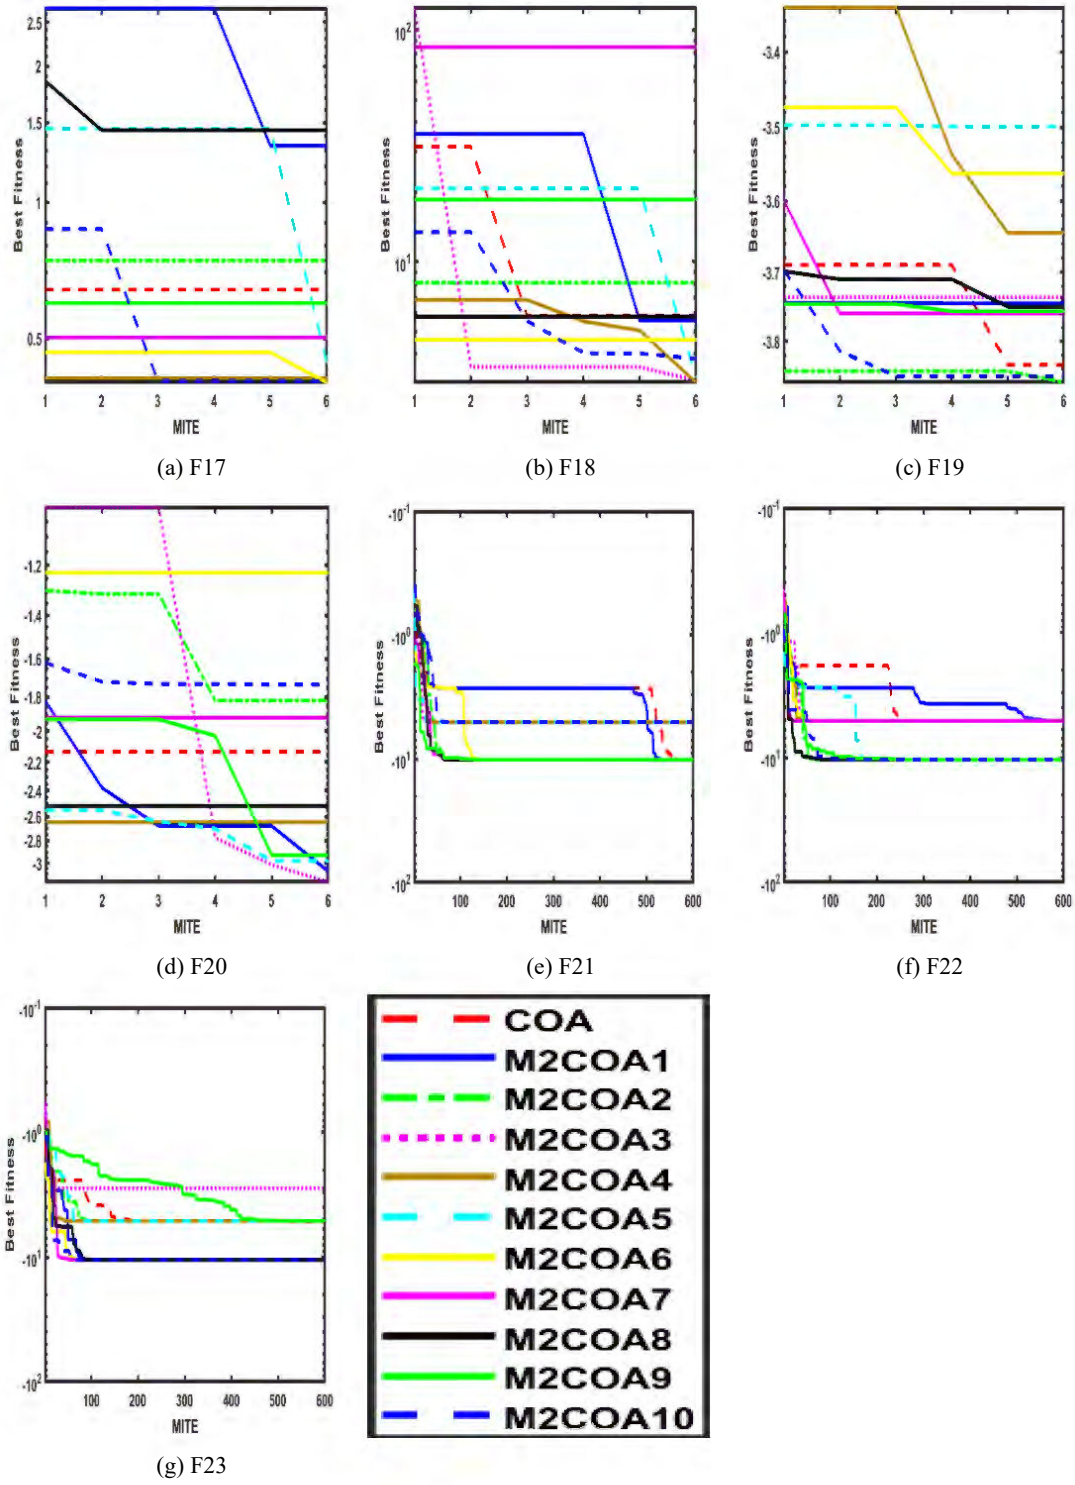 2.5
2
1.5
1
0.5
Best Fitness
1 2 3 4 5 6
MITE
(a) F17
10²
10¹
Best Fitness
1 2 3 4 5 6
MITE
(b) F18
-3.4
-3.5
-3.6
-3.7
-3.8
Best Fitness
1 2 3 4 5 6
MITE
(c) F19
-1.2
-1.4
-1.6
-1.8
-2
-2.2
-2.4
-2.6
-2.8
-3
Best Fitness
1 2 3 4 5 6
MITE
(d) F20
-10⁻¹
-10⁰
-10¹
-10²
Best Fitness
100 200 300 400 500 600
MITE
(e) F21
-10⁻¹
-10⁰
-10¹
-10²
Best Fitness
100 200 300 400 500 600
MITE
(f) F22
-10⁻¹
-10⁰
-10¹
-10²
Best Fitness
100 200 300 400 500 600
MITE
(g) F23
COA
M2COA1
M2COA2
M2COA3
M2COA4
M2COA5
M2COA6
M2COA7
M2COA8
M2COA9
M2COA10